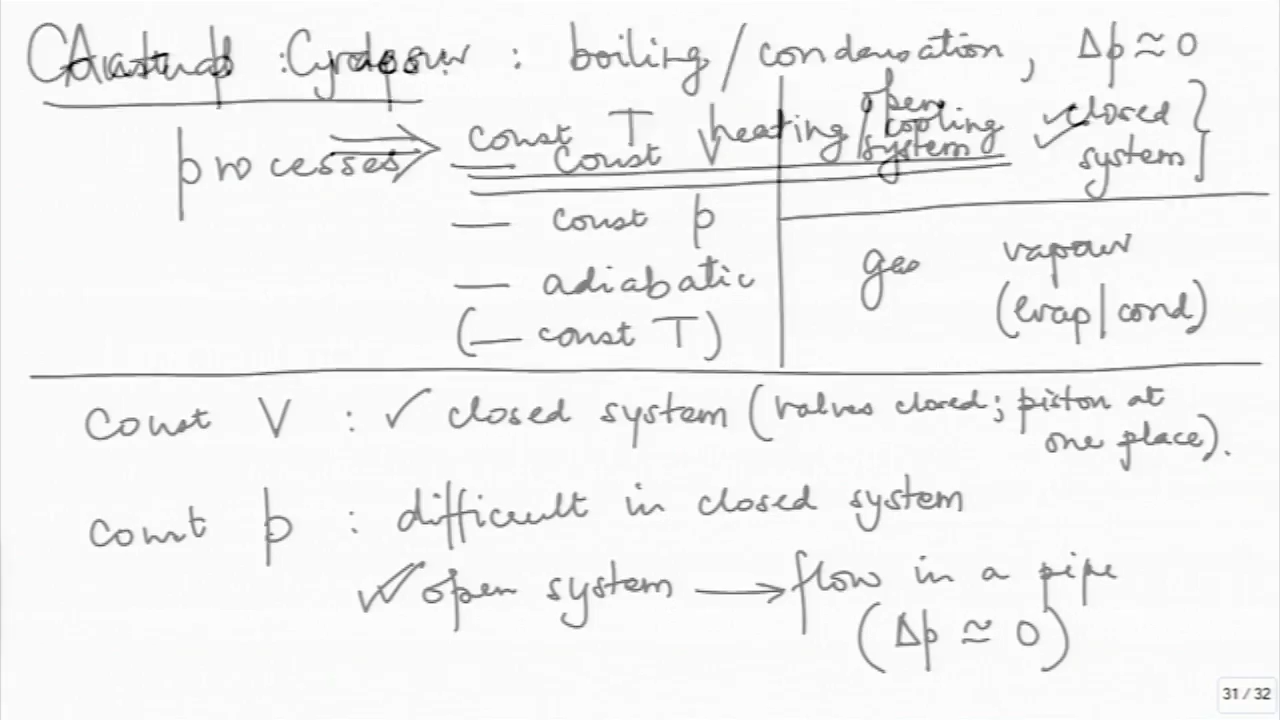 : boiling/condensation, Δp ≈ 0
processes
const T heating/cooling
open system
closed system
— const V
— const p
— adiabatic
(— const T)
gas
vapour
(evap/cond)
const V : ✓ closed system (valves closed; piston at
one place).
const p : difficult in closed system
✓ open system → flow in a pipe
(Δp ≈ 0)
31 / 32